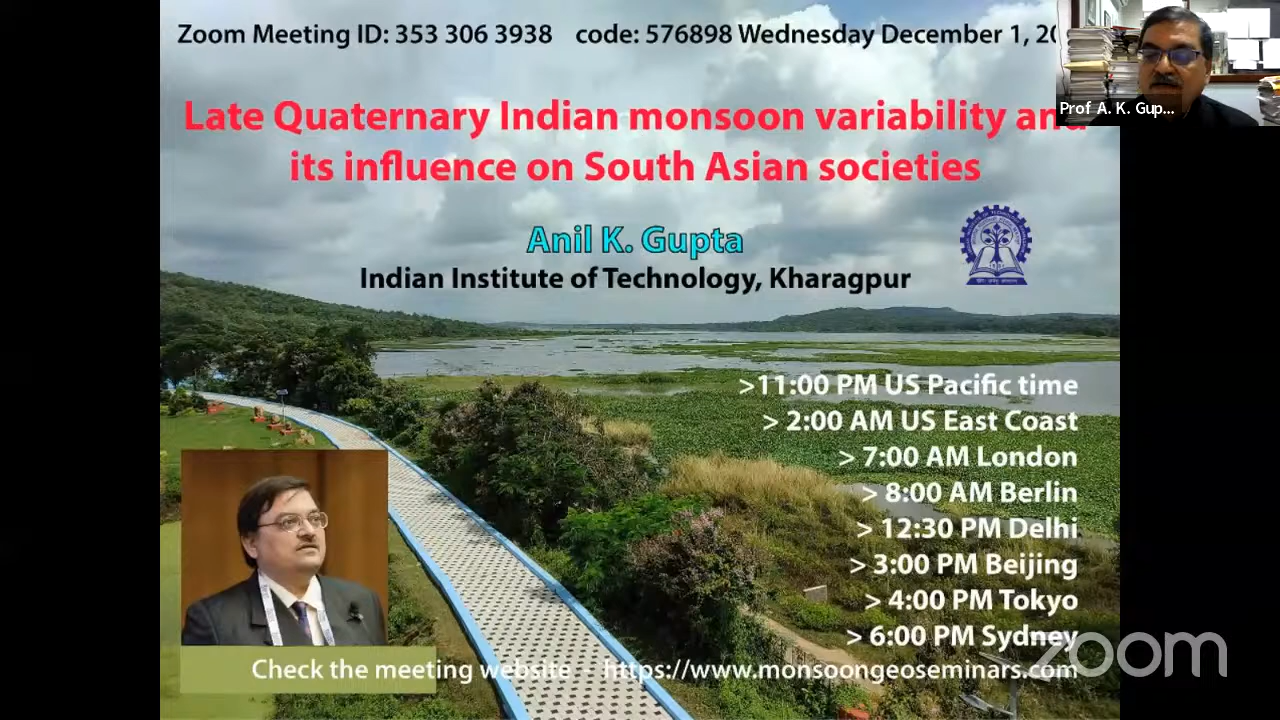 Zoom Meeting ID: 353 306 3938 code: 576898 Wednesday December 1, 20
Prof A. K. Gup...
Late Quaternary Indian monsoon variability and
its influence on South Asian societies
Anil K. Gupta
Indian Institute of Technology, Kharagpur
>11:00 PM US Pacific time
> 2:00 AM US East Coast
> 7:00 AM London
> 8:00 AM Berlin
> 12:30 PM Delhi
> 3:00 PM Beijing
> 4:00 PM Tokyo
> 6:00 PM Sydney
zoom
Check the meeting website -- https://www.monsoongeoseminars.com